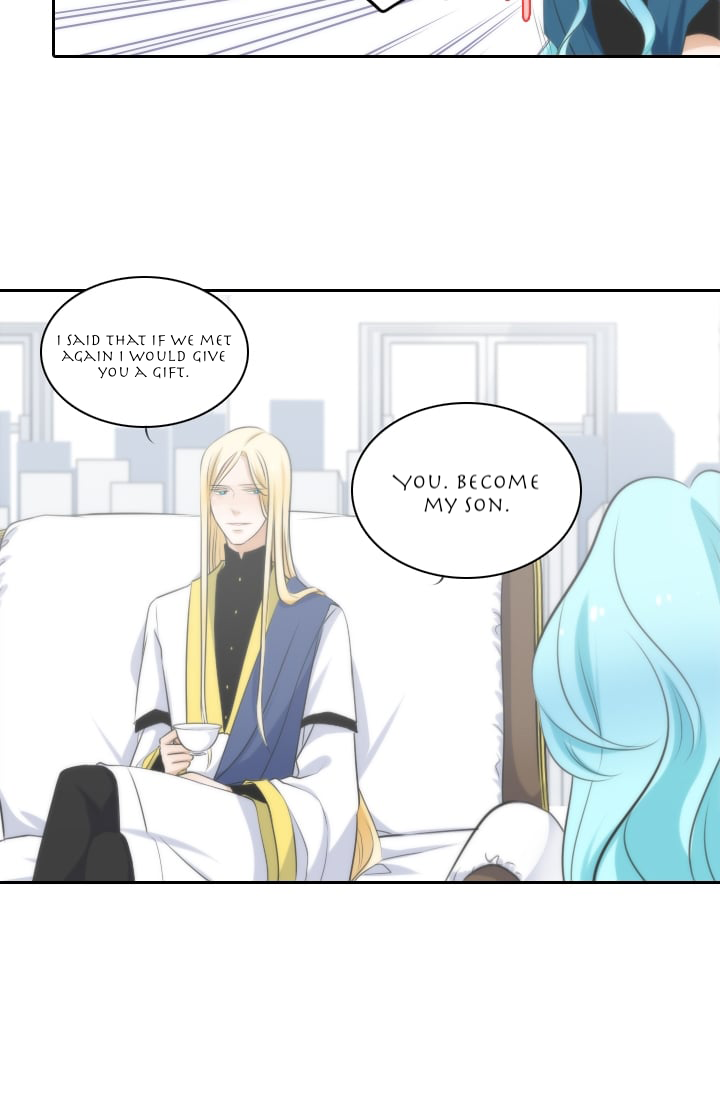 I SAID THAT IF WE MET
AGAIN I WOULD GIVE
YOU A GIFT.
YOU. BECOME
MY SON.